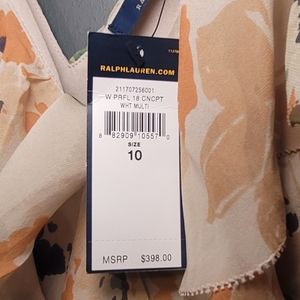 RALPHLAUREN.COM
211707256001
W PRFL 18 CNCPT
WHT MULTI
8 82909 10557 0
SIZE
10
MSRP $398.00